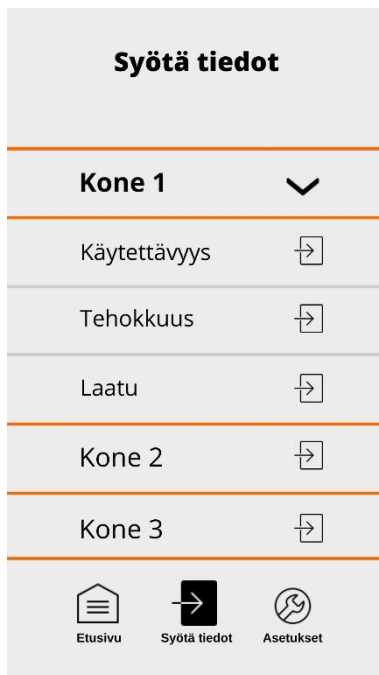 Syötä tiedot
Kone 1
Käytettävyys
Tehokkuus
Laatu
Kone 2
Kone 3
Etusivu Syötä tiedot Asetukset